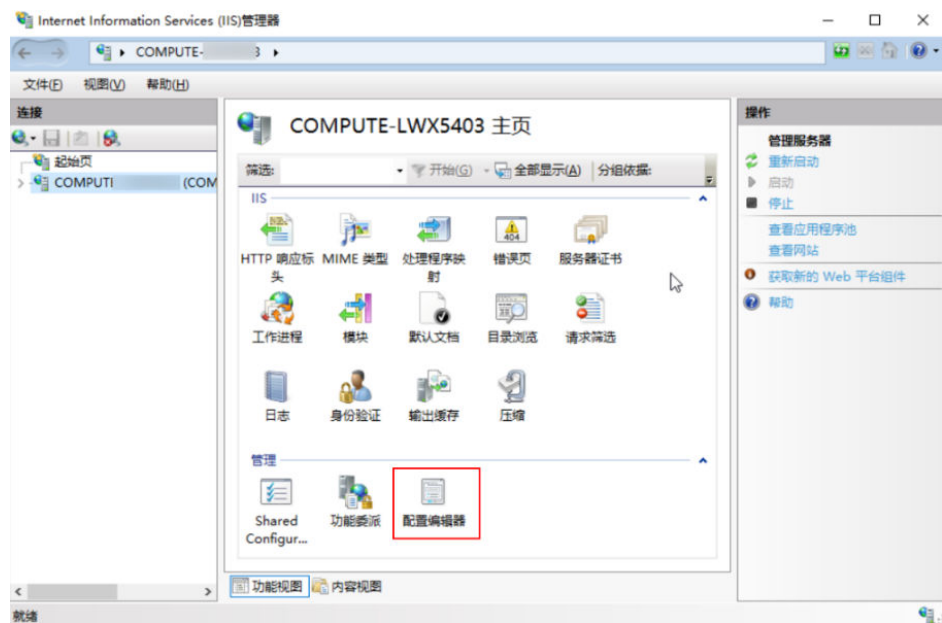 Internet Information Services (IIS)管理器
COMPUTE- 3
文件(F) 视图(V) 帮助(H)
连接
起始页
COMPUTI (COM
COMPUTE-LWX5403 主页
筛选: 开始(G) 全部显示(A) 分组依据:
IIS
HTTP 响应标头 MIME 类型 处理程序映射 错误页 服务器证书
404
工作进程 模块 默认文档 目录浏览 请求筛选
日志 身份验证 输出缓存 压缩
管理
Shared Configur... 功能委派 配置编辑器
功能视图 内容视图
操作
管理服务器
重新启动
启动
停止
查看应用程序池
查看网站
获取新的 Web 平台组件
帮助
就绪